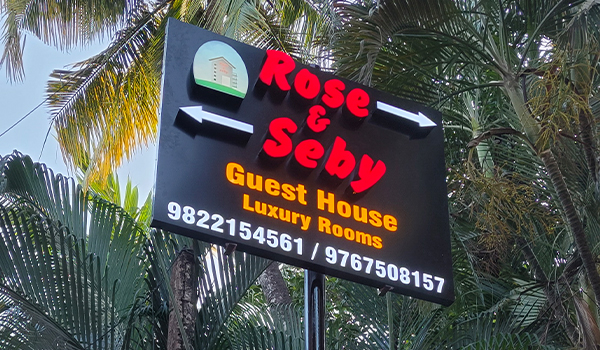 Rose
&
Seby
Guest House
Luxury Rooms
9822154561 / 9767508157